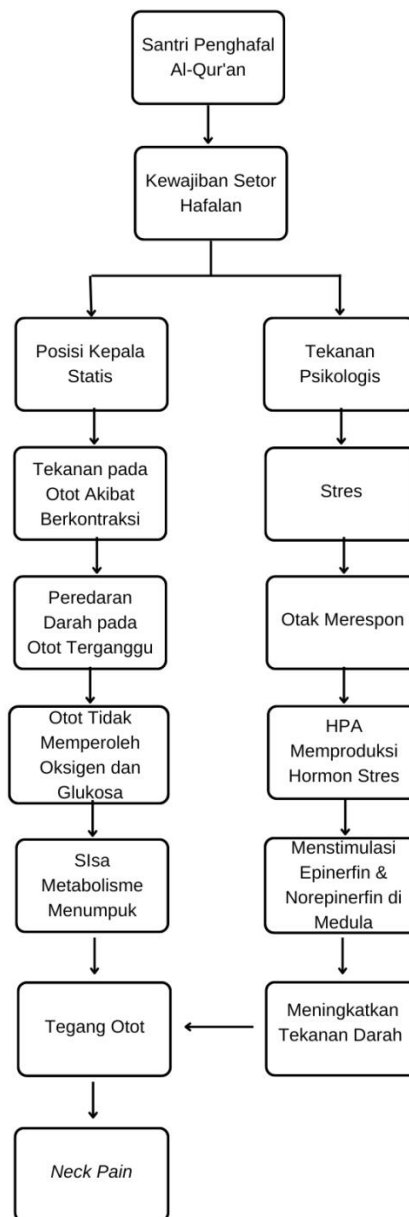 Santri Penghafal
Al-Qur'an
Kewajiban Setor
Hafalan
Posisi Kepala
Statis
Tekanan pada
Otot Akibat
Berkontraksi
Peredaran
Darah pada
Otot Terganggu
Otot Tidak
Memperoleh
Oksigen dan
Glukosa
SIsa
Metabolisme
Menumpuk
Tekanan
Psikologis
Stres
Otak Merespon
HPA
Memproduksi
Hormon Stres
Menstimulasi
Epinerfin &
Norepinerfin di
Medula
Meningkatkan
Tekanan Darah
Tegang Otot
Neck Pain